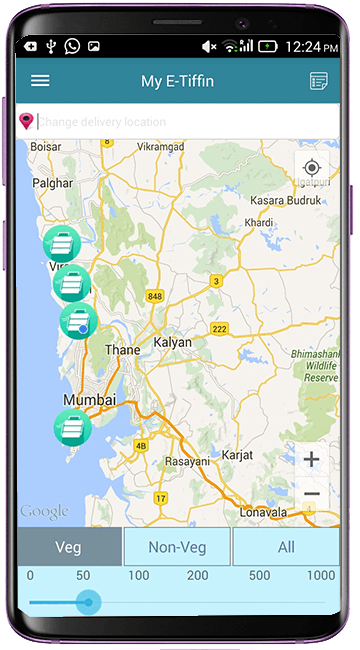 12:24 PM
My E-Tiffin
Change delivery location
Boisar
Vikramgad
Palghar
Igatpuri
Kasara Budruk
Khardi
3
848
3
222
Thane
Kalyan
Bhimashank
Wildlife
Reserve
Mumbai
4B
Karjat
Rasayani
17
Google
Lonavala
Veg
Non-Veg
All
0 50 100 200 500 1000